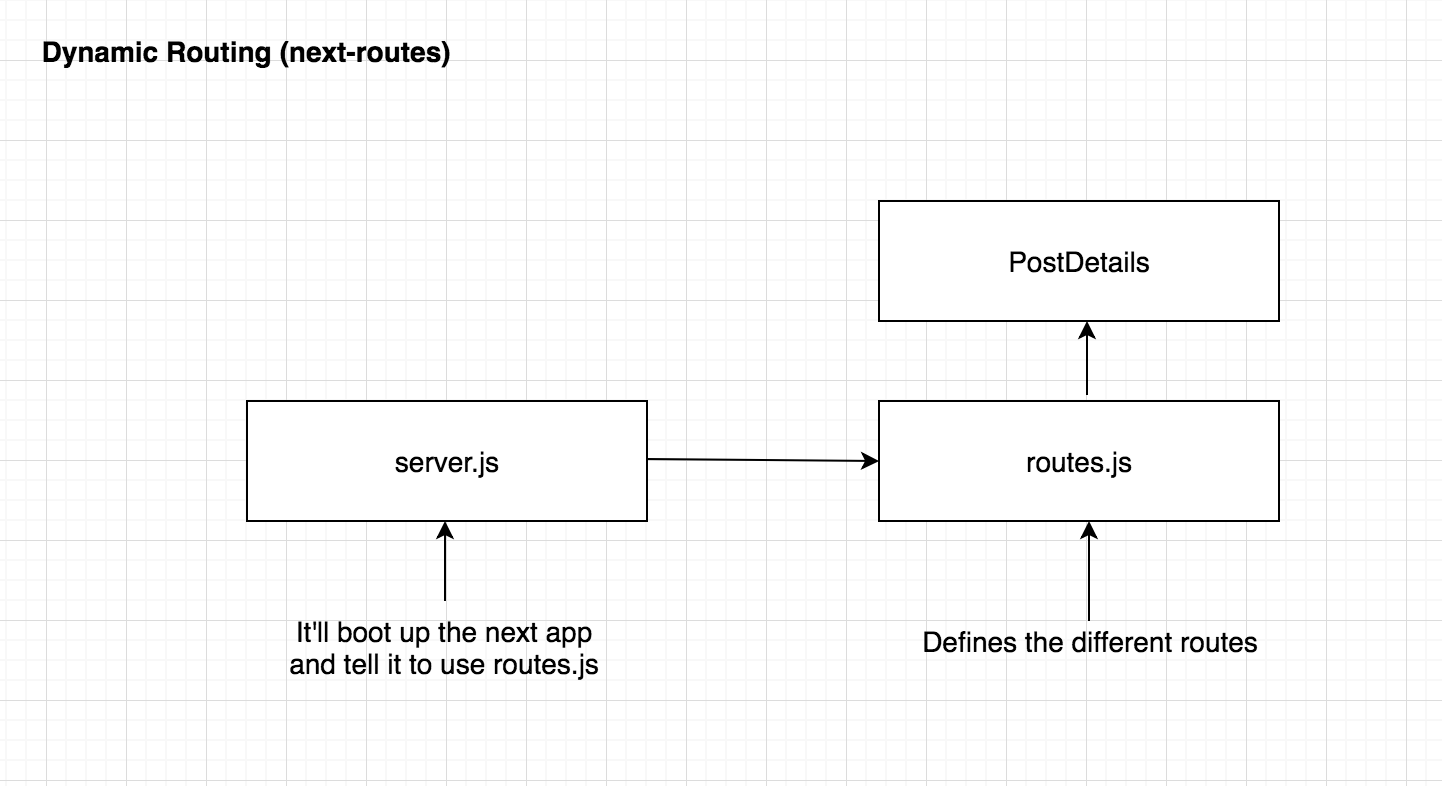 Dynamic Routing (next-routes)
PostDetails
server.js
routes.js
It'll boot up the next app
and tell it to use routes.js
Defines the different routes